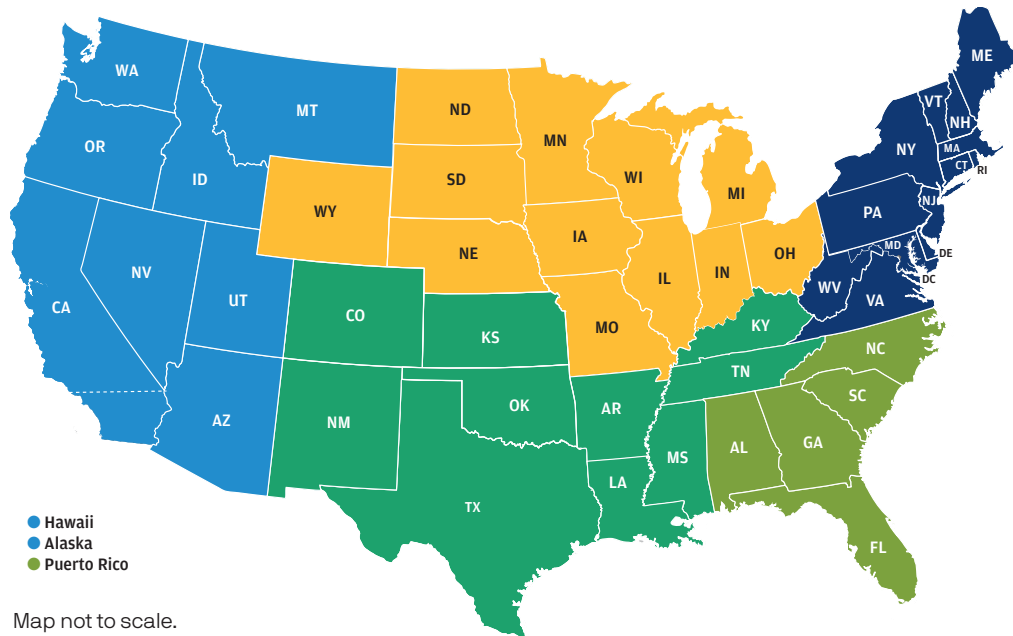 ME
WA
VT
NH
MT
ND
MN
OR
MA
NY
CT
RI
ID
SD
WI
MI
NJ
WY
PA
IA
MD
NE
OH
DE
NV
IL
IN
DC
UT
WV
VA
CA
CO
MO
KY
KS
NC
TN
SC
OK
AR
AZ
NM
GA
AL
MS
LA
TX
Hawaii
Alaska
FL
Puerto Rico
Map not to scale.